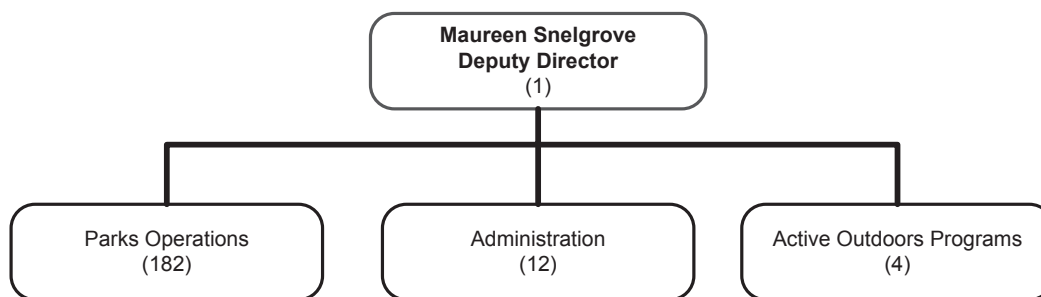 Maureen Snelgrove
Deputy Director
(1)
Parks Operations
(182)
Administration
(12)
Active Outdoors Programs
(4)